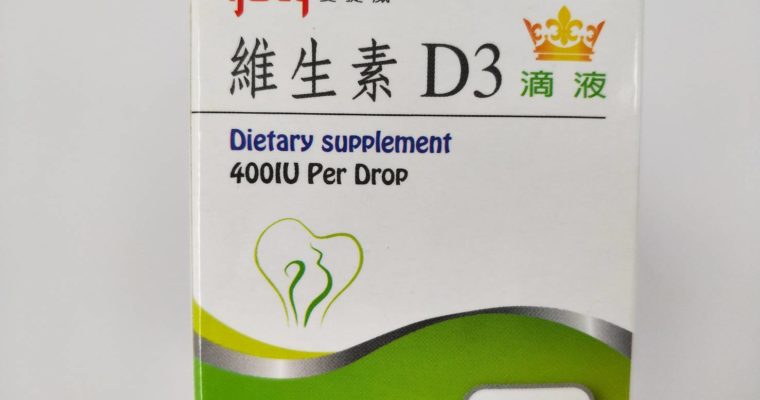 維生素 D3 滴液
Dietary supplement
400IU Per Drop